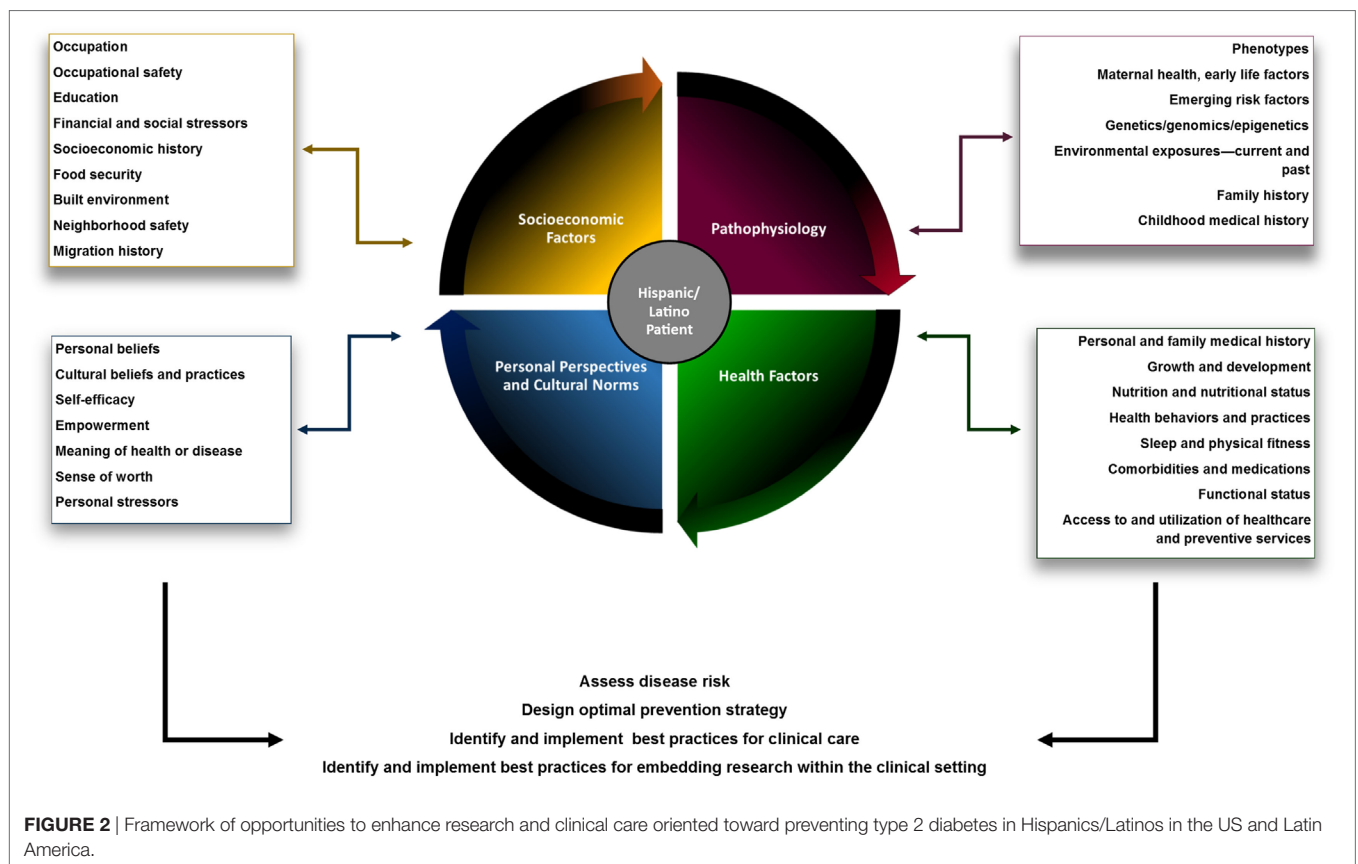 Occupation
Occupational safety
Education
Financial and social stressors
Socioeconomic history
Food security
Built environment
Neighborhood safety
Migration history
Socioeconomic
Factors
Pathophysiology
Phenotypes
Maternal health, early life factors
Emerging risk factors
Genetics/genomics/epigenetics
Environmental exposures—current and
past
Family history
Childhood medical history
Hispanic/
Latino
Patient
Personal beliefs
Cultural beliefs and practices
Self-efficacy
Empowerment
Meaning of health or disease
Sense of worth
Personal stressors
Personal Perspectives
and Cultural Norms
Health Factors
Personal and family medical history
Growth and development
Nutrition and nutritional status
Health behaviors and practices
Sleep and physical fitness
Comorbidities and medications
Functional status
Access to and utilization of healthcare
and preventive services
Assess disease risk
Design optimal prevention strategy
Identify and implement best practices for clinical care
Identify and implement best practices for embedding research within the clinical setting
FIGURE 2 | Framework of opportunities to enhance research and clinical care oriented toward preventing type 2 diabetes in Hispanics/Latinos in the US and Latin
America.